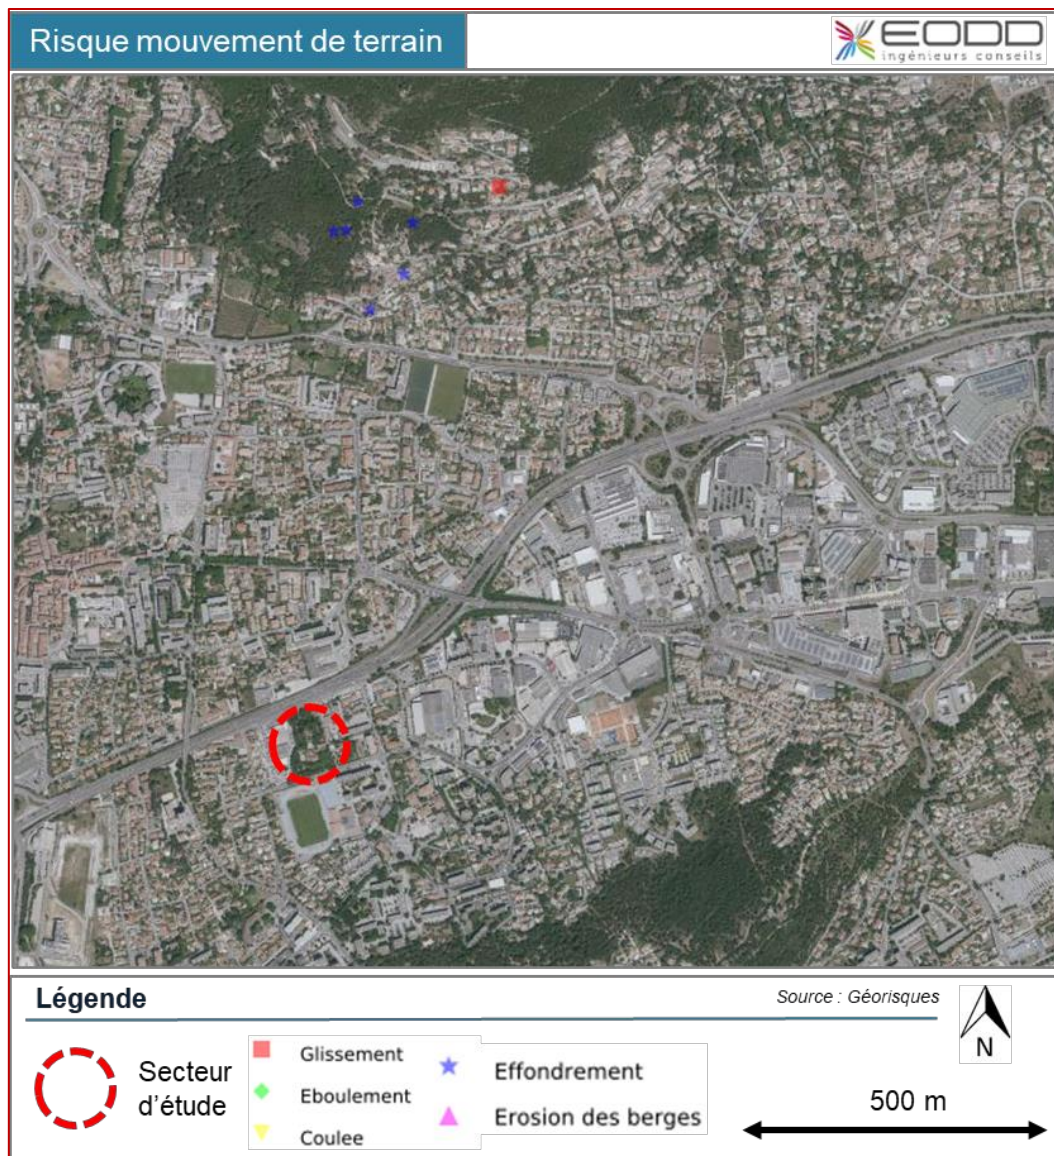 Risque mouvement de terrain
EODD
ingénieurs conseils
Légende
Source : Géorisques
N
Secteur
d'étude
Glissement
Eboulement
Coulee
Effondrement
Erosion des berges
500 m